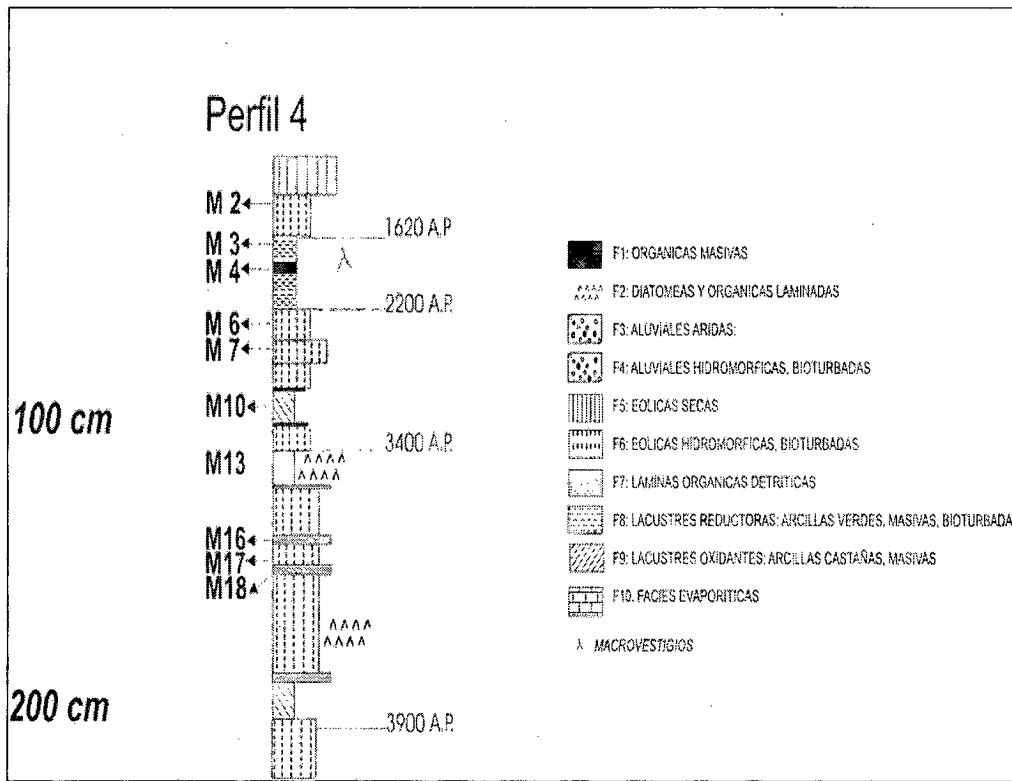 Perfil 4
M 2
1620 A.P.
M 3
M 4
2200 A.P.
M 6
M 7
M10
100 cm
3400 A.P.
M13
M16
M17
M18
200 cm
3900 A.P.
F1: ORGANICAS MASIVAS
F2: DIATOMEAS Y ORGANICAS LAMINADAS
F3: ALUVIALES ARIDAS:
F4: ALUVIALES HIDROMORFICAS, BIOTURBADAS
F5: EOLICAS SECAS
F6: EOLICAS HIDROMORFICAS, BIOTURBADAS
F7: LAMINAS ORGANICAS DETRITICAS
F8: LACUSTRES REDUCTORAS: ARCILLAS VERDES, MASIVAS, BIOTURBADA
F9: LACUSTRES OXIDANTES: ARCILLAS CASTAÑAS, MASIVAS
F10. FACIES EVAPORITICAS
λ MACROVESTIGIOS